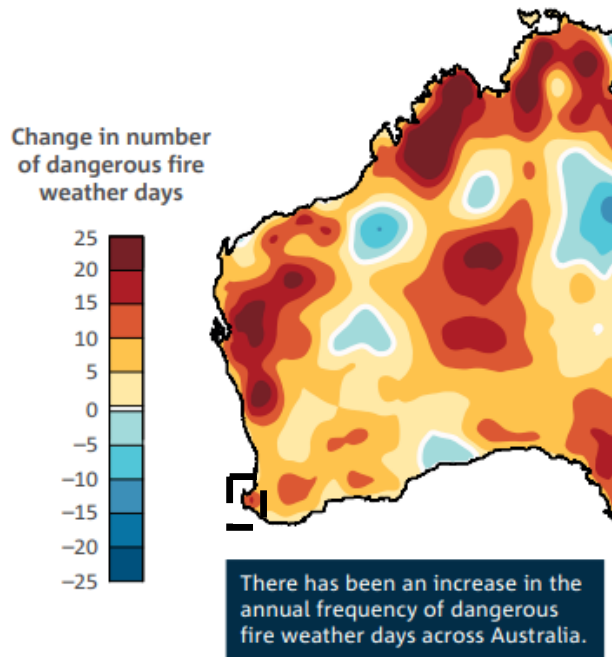 Change in number
of dangerous fire
weather days
25
20
15
10
5
0
−5
−10
−15
−20
−25
There has been an increase in the
annual frequency of dangerous
fire weather days across Australia.